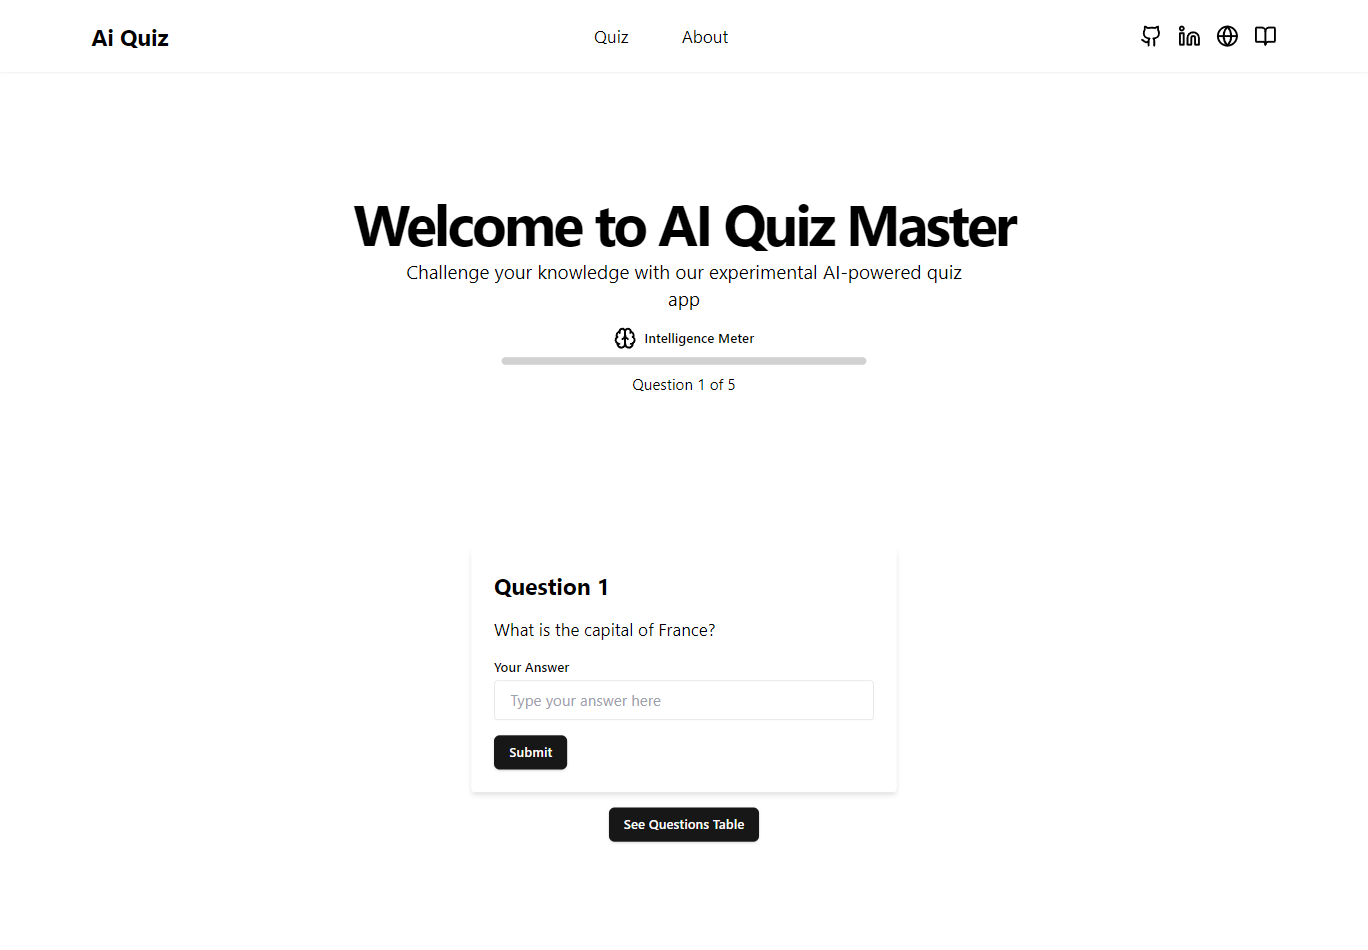 Ai Quiz
Quiz
About
Welcome to AI Quiz Master
Challenge your knowledge with our experimental AI-powered quiz
app
Intelligence Meter
Question 1 of 5
Question 1
What is the capital of France?
Your Answer
Type your answer here
Submit
See Questions Table